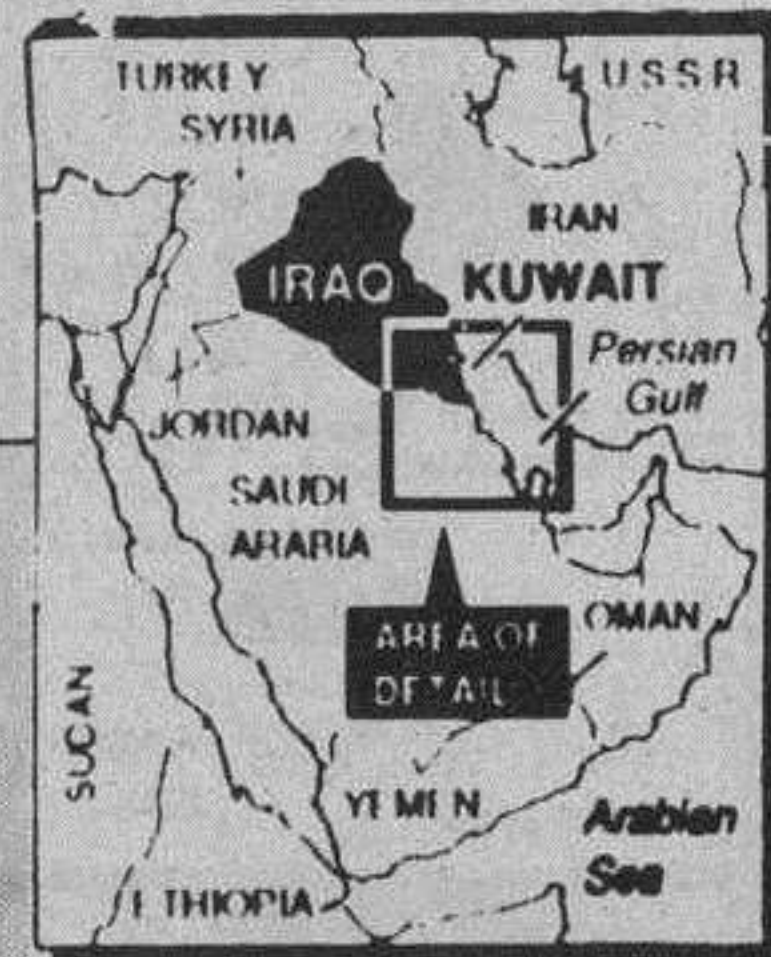 TURKEY
USSR
SYRIA
IRAN
IRAQ
KUWAIT
Persian
Gulf
JORDAN
SAUDI
ARABIA
AREA OF
DETAIL
OMAN
SUDAN
YEMEN
Arabian
Sea
ETHIOPIA